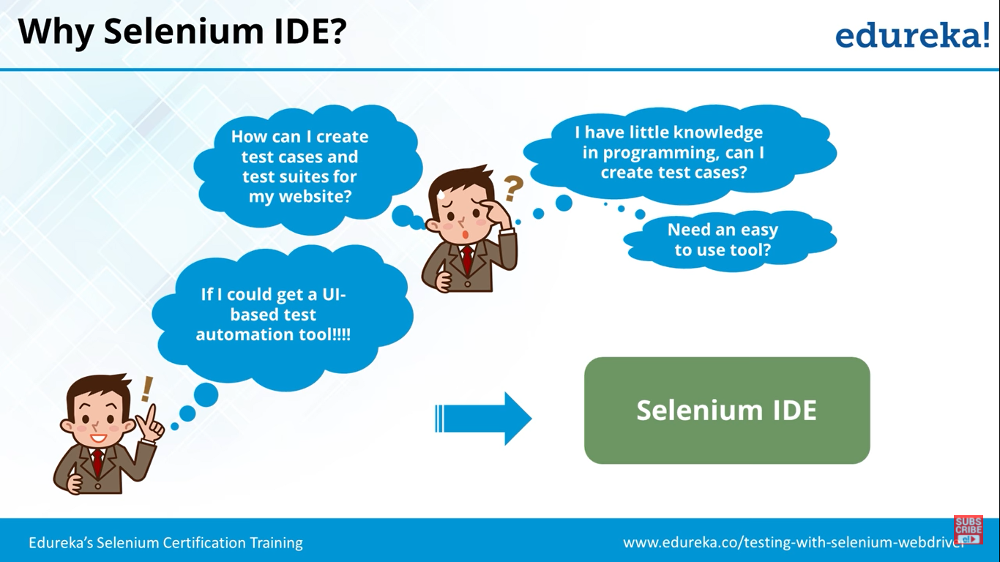 Why Selenium IDE?
edureka!
How can I create
test cases and
test suites for
my website?
?
I have little knowledge
in programming, can I
create test cases?
Need an easy
to use tool?
If I could get a UI-
based test
automation tool!!!!
!
Selenium IDE
Edureka's Selenium Certification Training
www.edureka.co/testing-with-selenium-webdriver
SUBS
CRIBE
e!